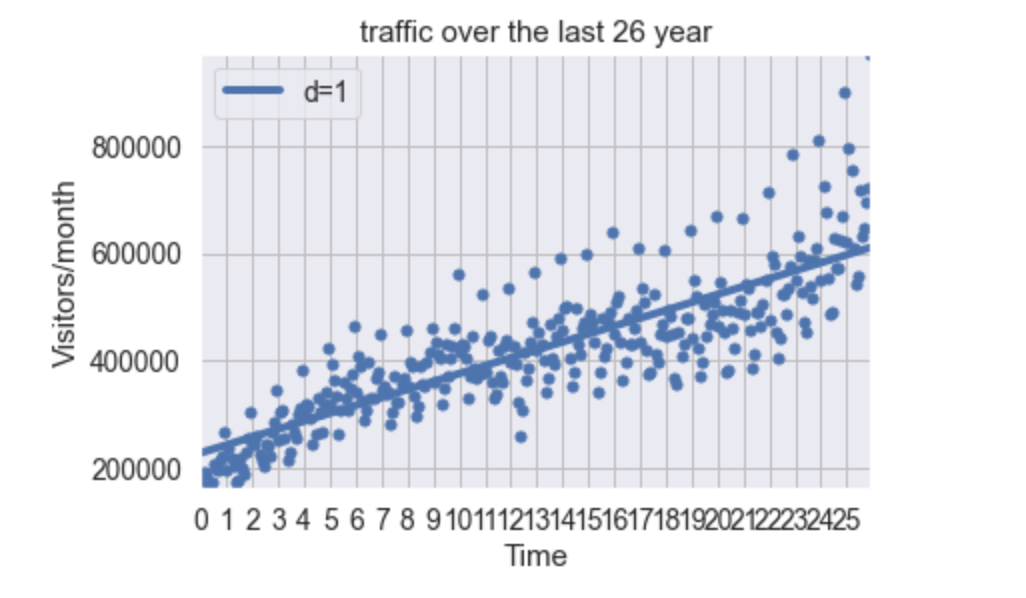 traffic over the last 26 year
d=1
800000
600000
400000
200000
Visitors/month
0 1 2 3 4 5 6 7 8 9 10 11 12 13 14 15 16 17 18 19 20 21 22 23 24 25
Time